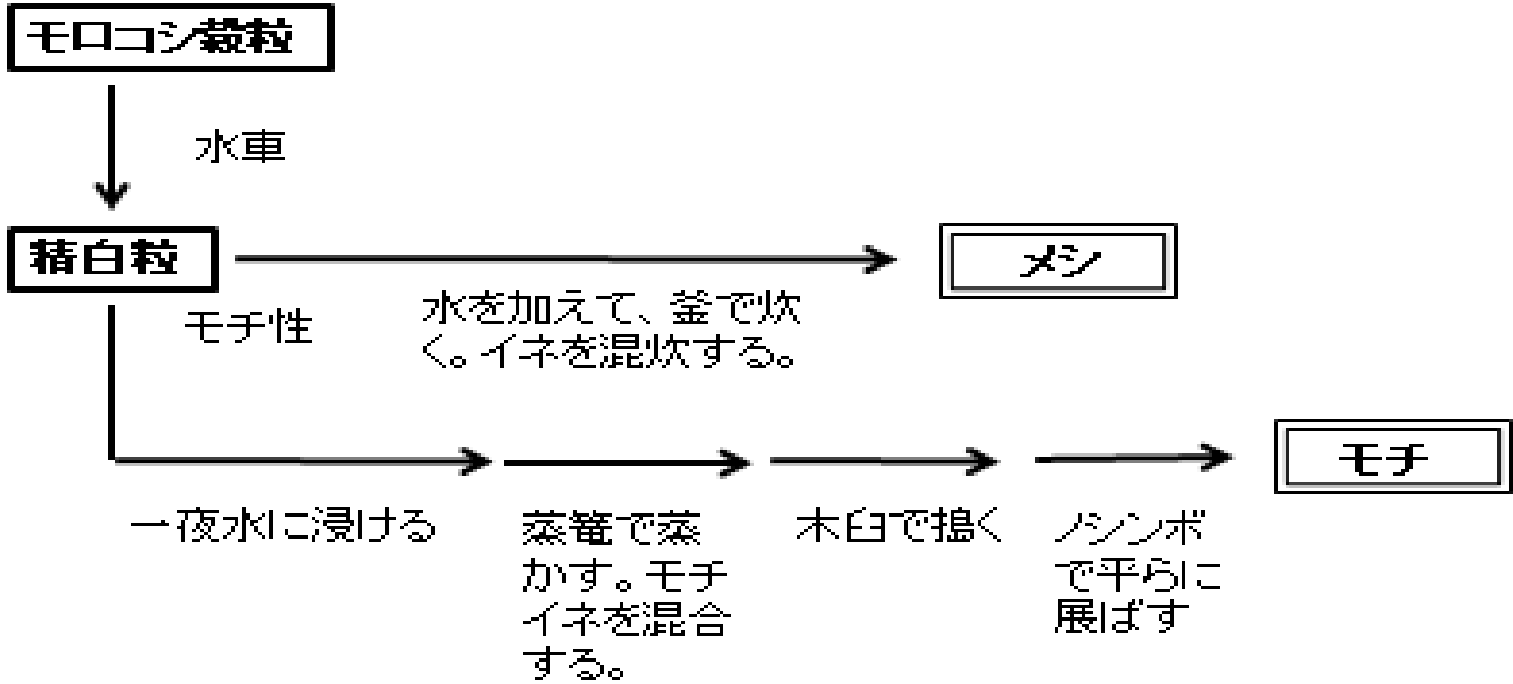 モロコシ穀粒
水車
精白粒
メシ
モチ性
水を加えて、釜で炊
く。イネを混炊する。
モチ
一夜水に浸ける
蒸篭で蒸
かす。モチ
イネを混合
する。
木臼で搗く
ノシンボ
で平らに
展ばす